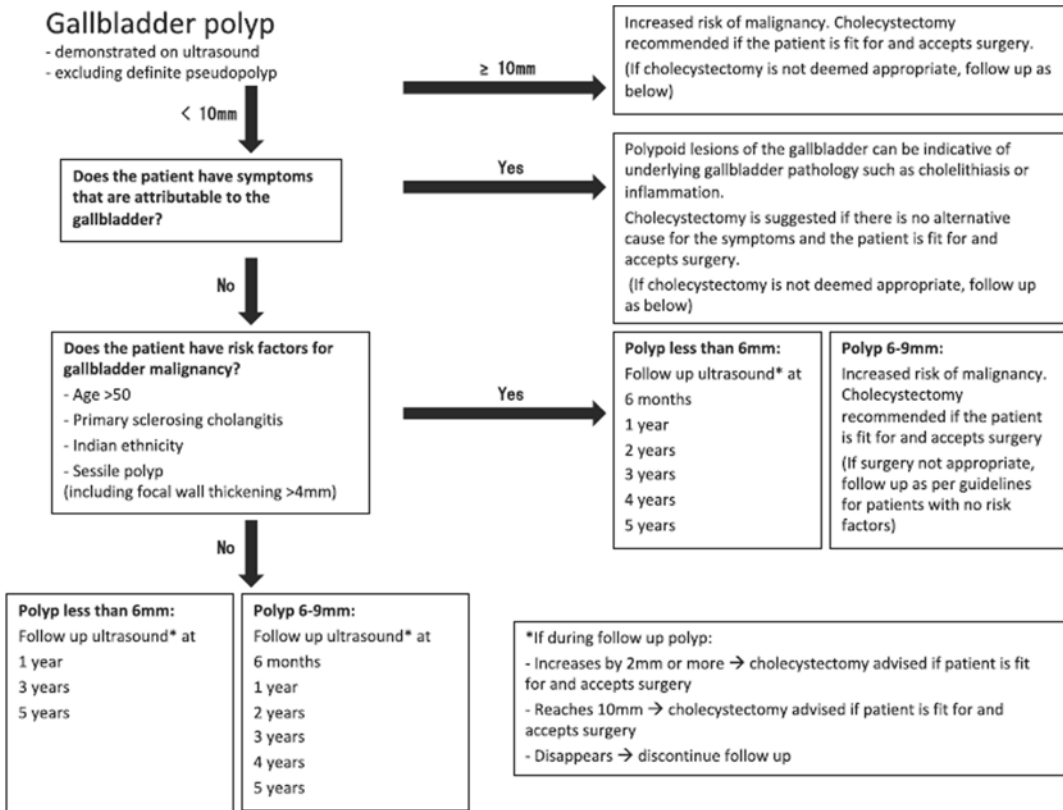 Gallbladder polyp
- demonstrated on ultrasound
- excluding definite pseudopolyp
≥ 10mm
Increased risk of malignancy. Cholecystectomy
recommended if the patient is fit for and accepts surgery.
(If cholecystectomy is not deemed appropriate, follow up as
below)
< 10mm
Does the patient have symptoms
that are attributable to the
gallbladder?
Yes
Polypoid lesions of the gallbladder can be indicative of
underlying gallbladder pathology such as cholelithiasis or
inflammation.
Cholecystectomy is suggested if there is no alternative
cause for the symptoms and the patient is fit for and
accepts surgery.
(If cholecystectomy is not deemed appropriate, follow up
as below)
No
Does the patient have risk factors for
gallbladder malignancy?
- Age >50
- Primary sclerosing cholangitis
- Indian ethnicity
- Sessile polyp
(including focal wall thickening >4mm)
Yes
Polyp less than 6mm:
Follow up ultrasound* at
6 months
1 year
2 years
3 years
4 years
5 years
Polyp 6-9mm:
Increased risk of malignancy.
Cholecystectomy
recommended if the patient
is fit for and accepts surgery
(If surgery not appropriate,
follow up as per guidelines
for patients with no risk
factors)
No
Polyp less than 6mm:
Follow up ultrasound* at
1 year
3 years
5 years
Polyp 6-9mm:
Follow up ultrasound* at
6 months
1 year
2 years
3 years
4 years
5 years
*If during follow up polyp:
- Increases by 2mm or more → cholecystectomy advised if patient is fit
for and accepts surgery
- Reaches 10mm → cholecystectomy advised if patient is fit for and
accepts surgery
- Disappears → discontinue follow up